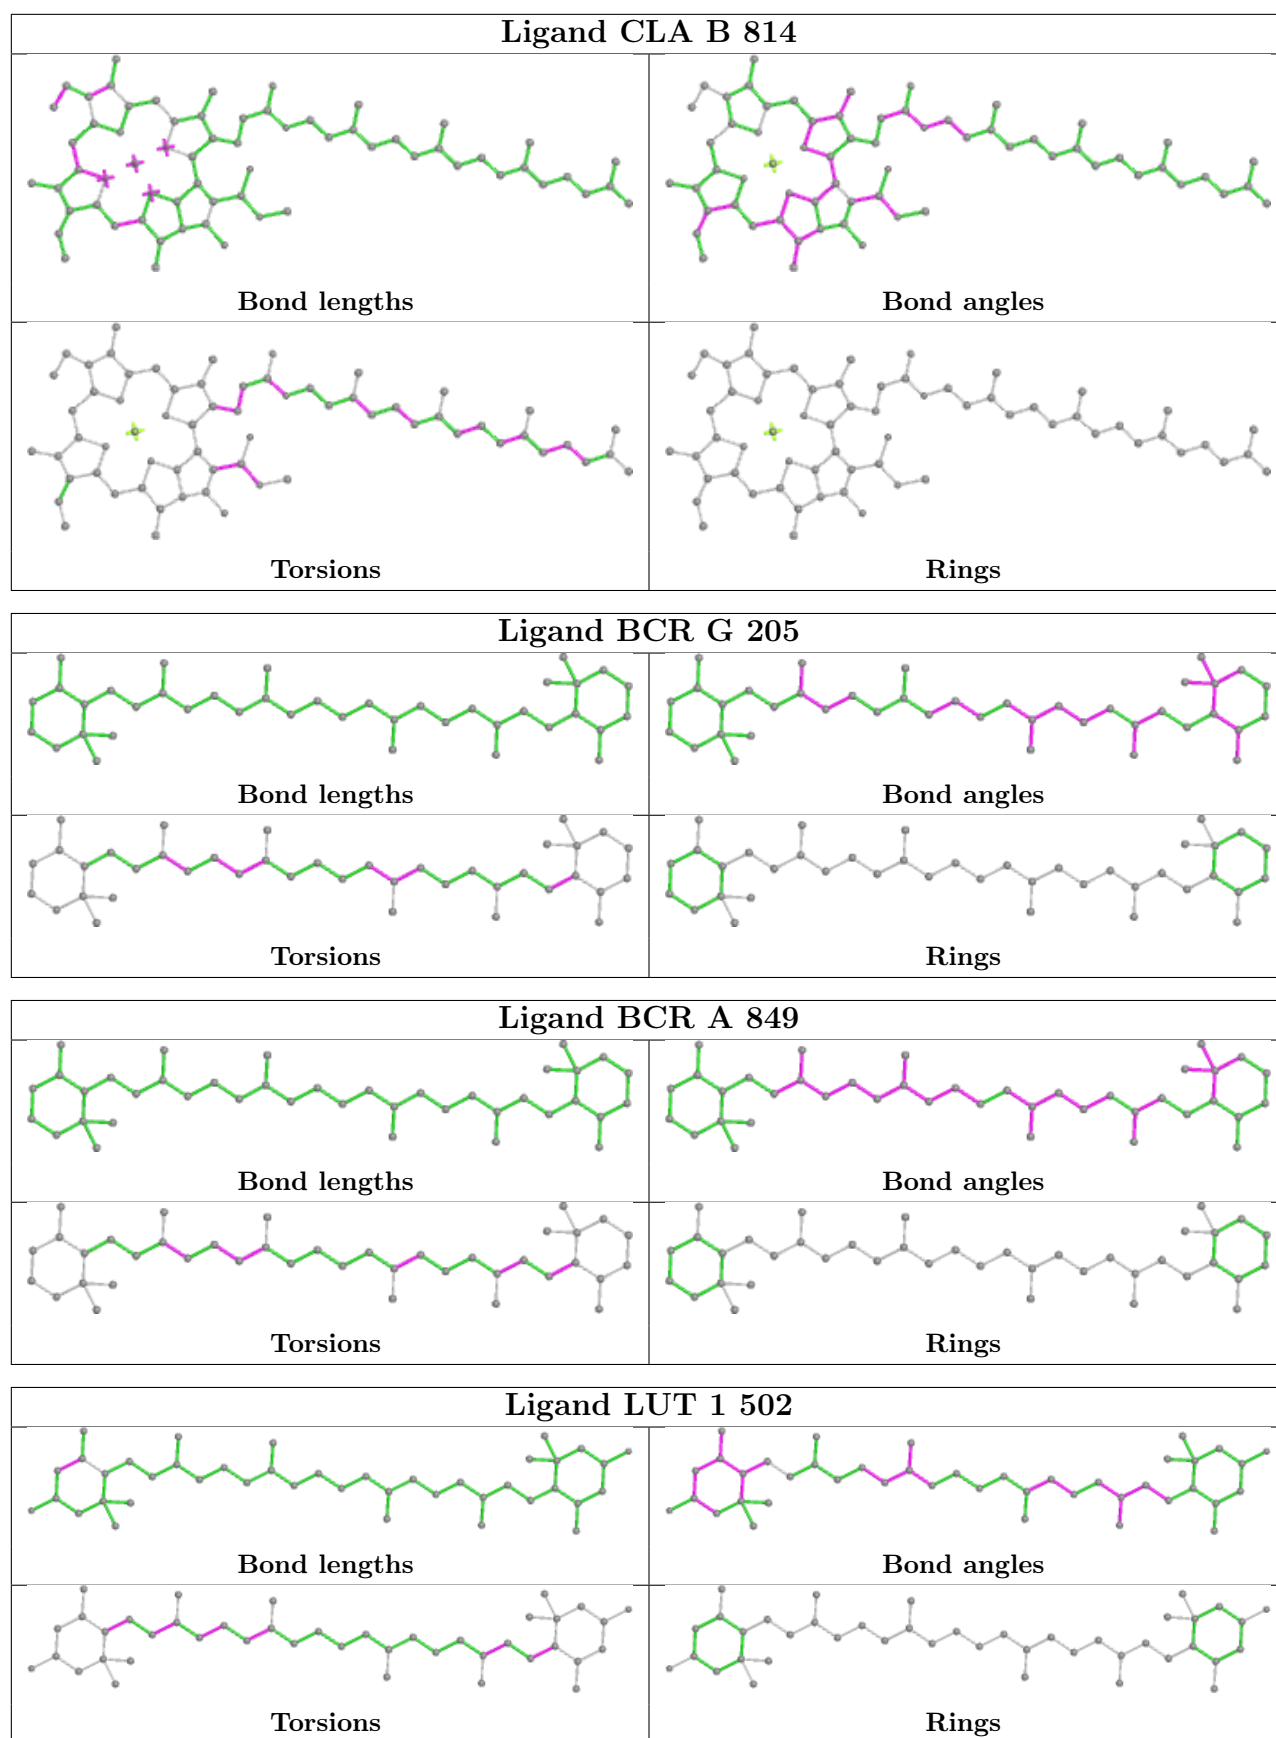 Ligand CLA B 814
Bond lengths
Bond angles
Torsions
Rings
Ligand BCR G 205
Bond lengths
Bond angles
Torsions
Rings
Ligand BCR A 849
Bond lengths
Bond angles
Torsions
Rings
Ligand LUT 1 502
Bond lengths
Bond angles
Torsions
Rings